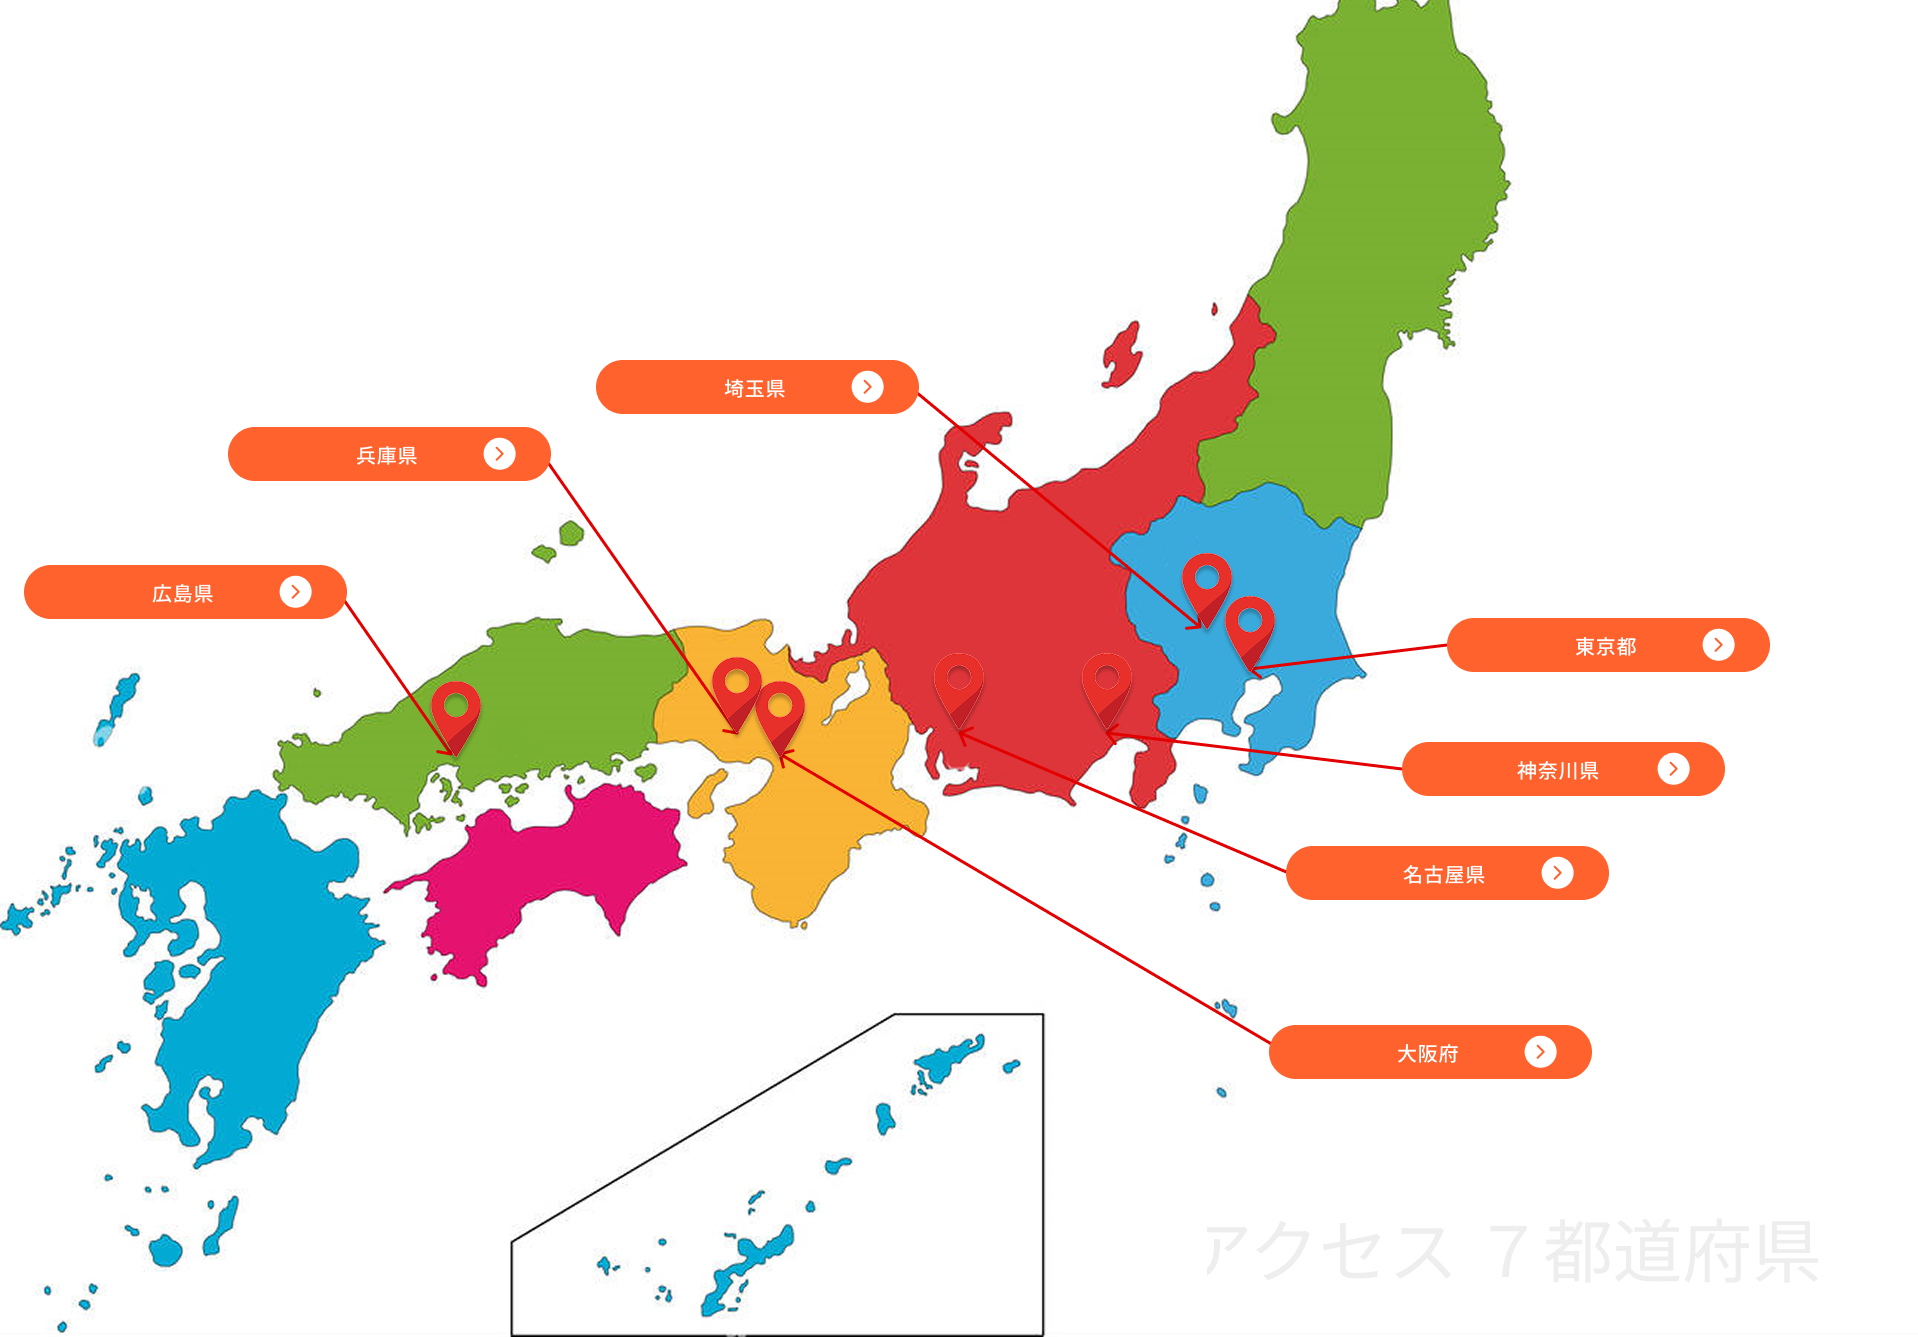 埼玉県
兵庫県
広島県
東京都
神奈川県
名古屋県
大阪府
アクセス ７都道府県